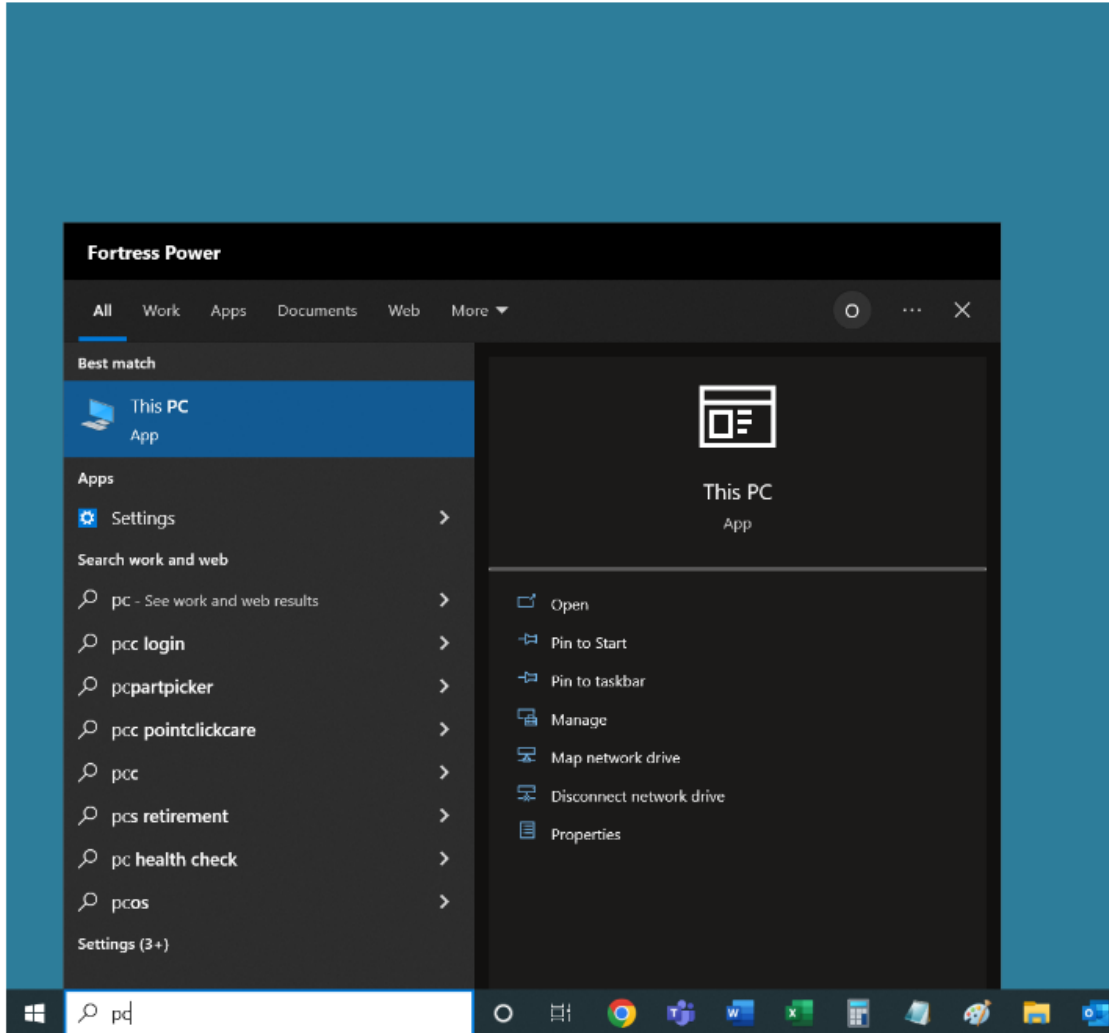 Fortress Power
All Work Apps Documents Web More O ...
Best match
This PC
App
Apps
Settings
Search work and web
pc - See work and web results
pcc login
pcpartpicker
pcc pointclickcare
pcc
pcs retirement
pc health check
pcos
Settings (3+)
This PC
App
Open
Pin to Start
Pin to taskbar
Manage
Map network drive
Disconnect network drive
Properties
pc